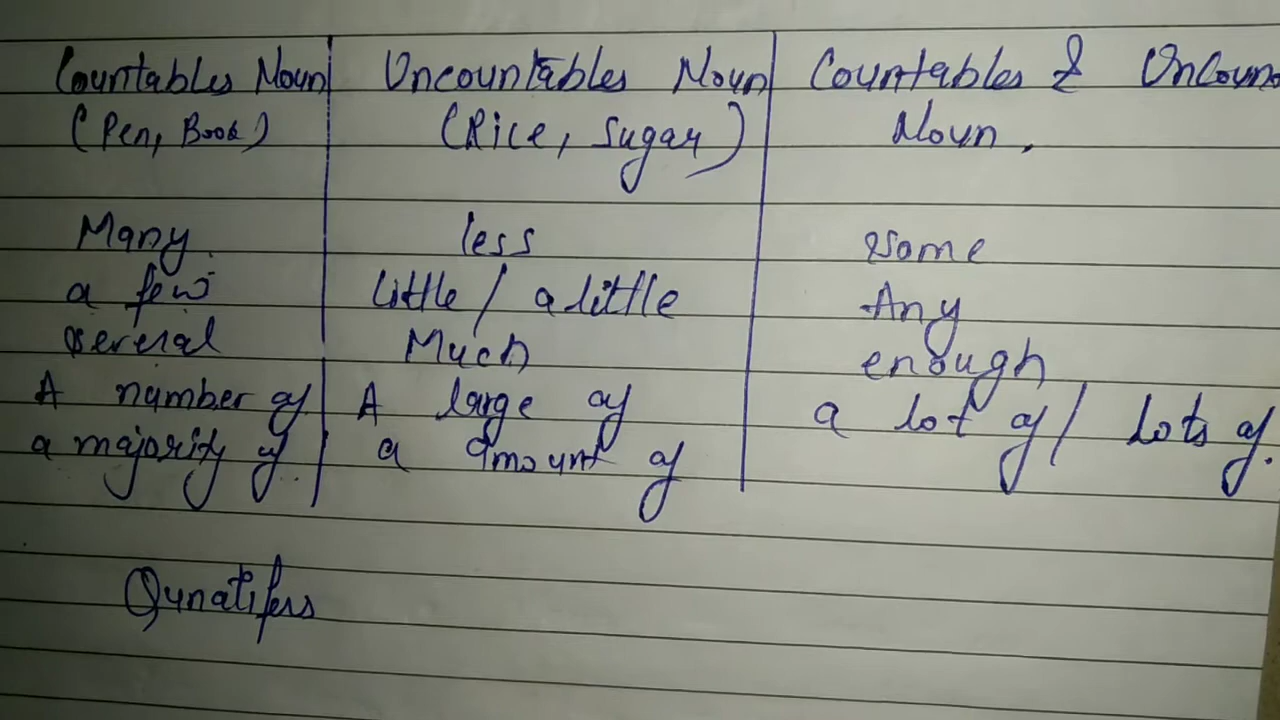 Countables Noun Uncountables Noun Countables & Uncoun
(Pen, Book) (Rice, Sugar) Noun.
Many less Some
a few Little / a little Any
several Much enough
A number of A large of a lot of / Lots of.
a majority of. a amount of
Qunatifers